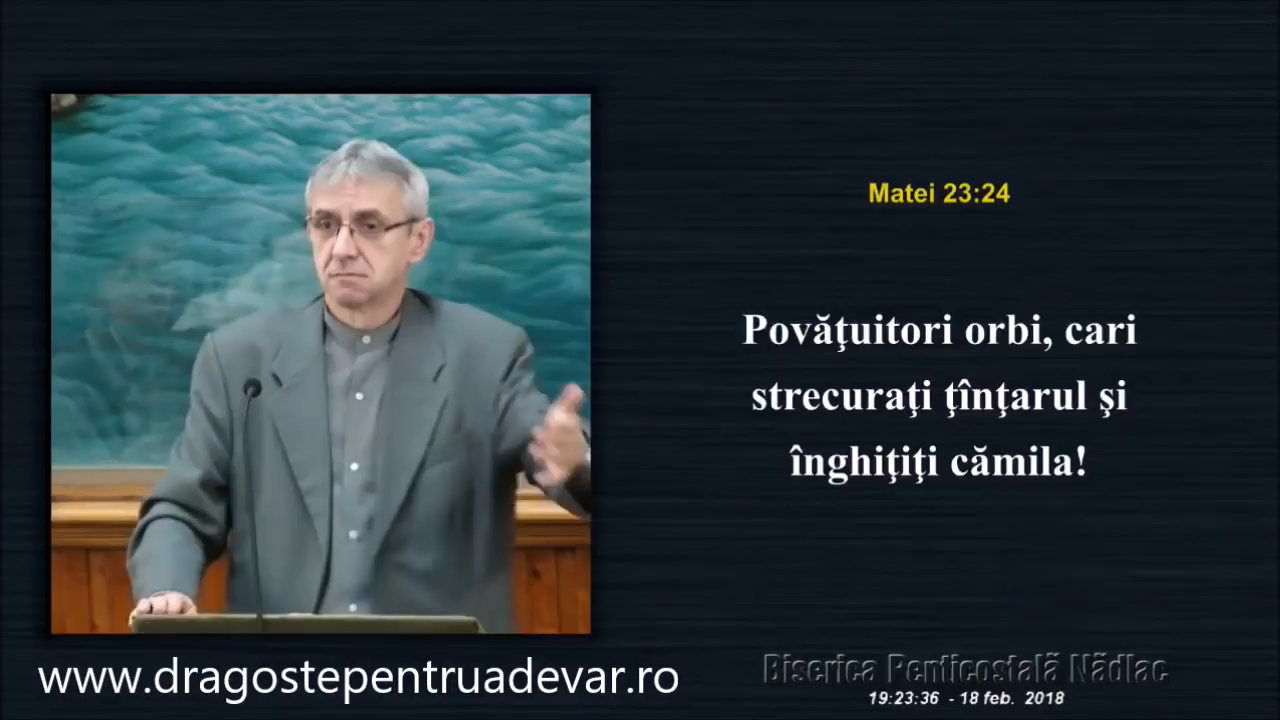 Matei 23:24
Povăţuitori orbi, cari
strecuraţi ţînţarul şi
înghiţiţi cămila!
www.dragostepentruadevar.ro
Biserica Penticostală Nădlac
19:23:36 - 18 feb. 2018